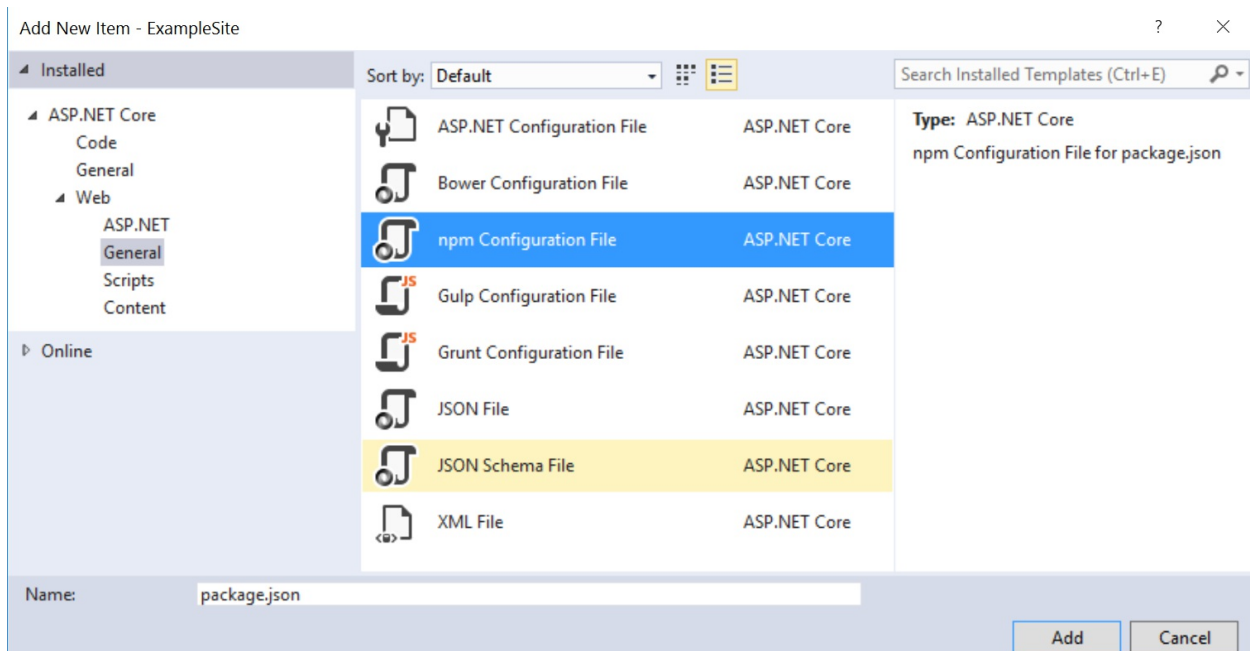 Add New Item - ExampleSite
?
Installed
Sort by: Default
Search Installed Templates (Ctrl+E)
ASP.NET Core
Code
General
Web
ASP.NET
General
Scripts
Content
Online
ASP.NET Configuration File ASP.NET Core
Bower Configuration File ASP.NET Core
npm Configuration File ASP.NET Core
JS
Gulp Configuration File ASP.NET Core
JS
Grunt Configuration File ASP.NET Core
JSON File ASP.NET Core
JSON Schema File ASP.NET Core
XML File ASP.NET Core
Type: ASP.NET Core
npm Configuration File for package.json
Name: package.json
Add Cancel